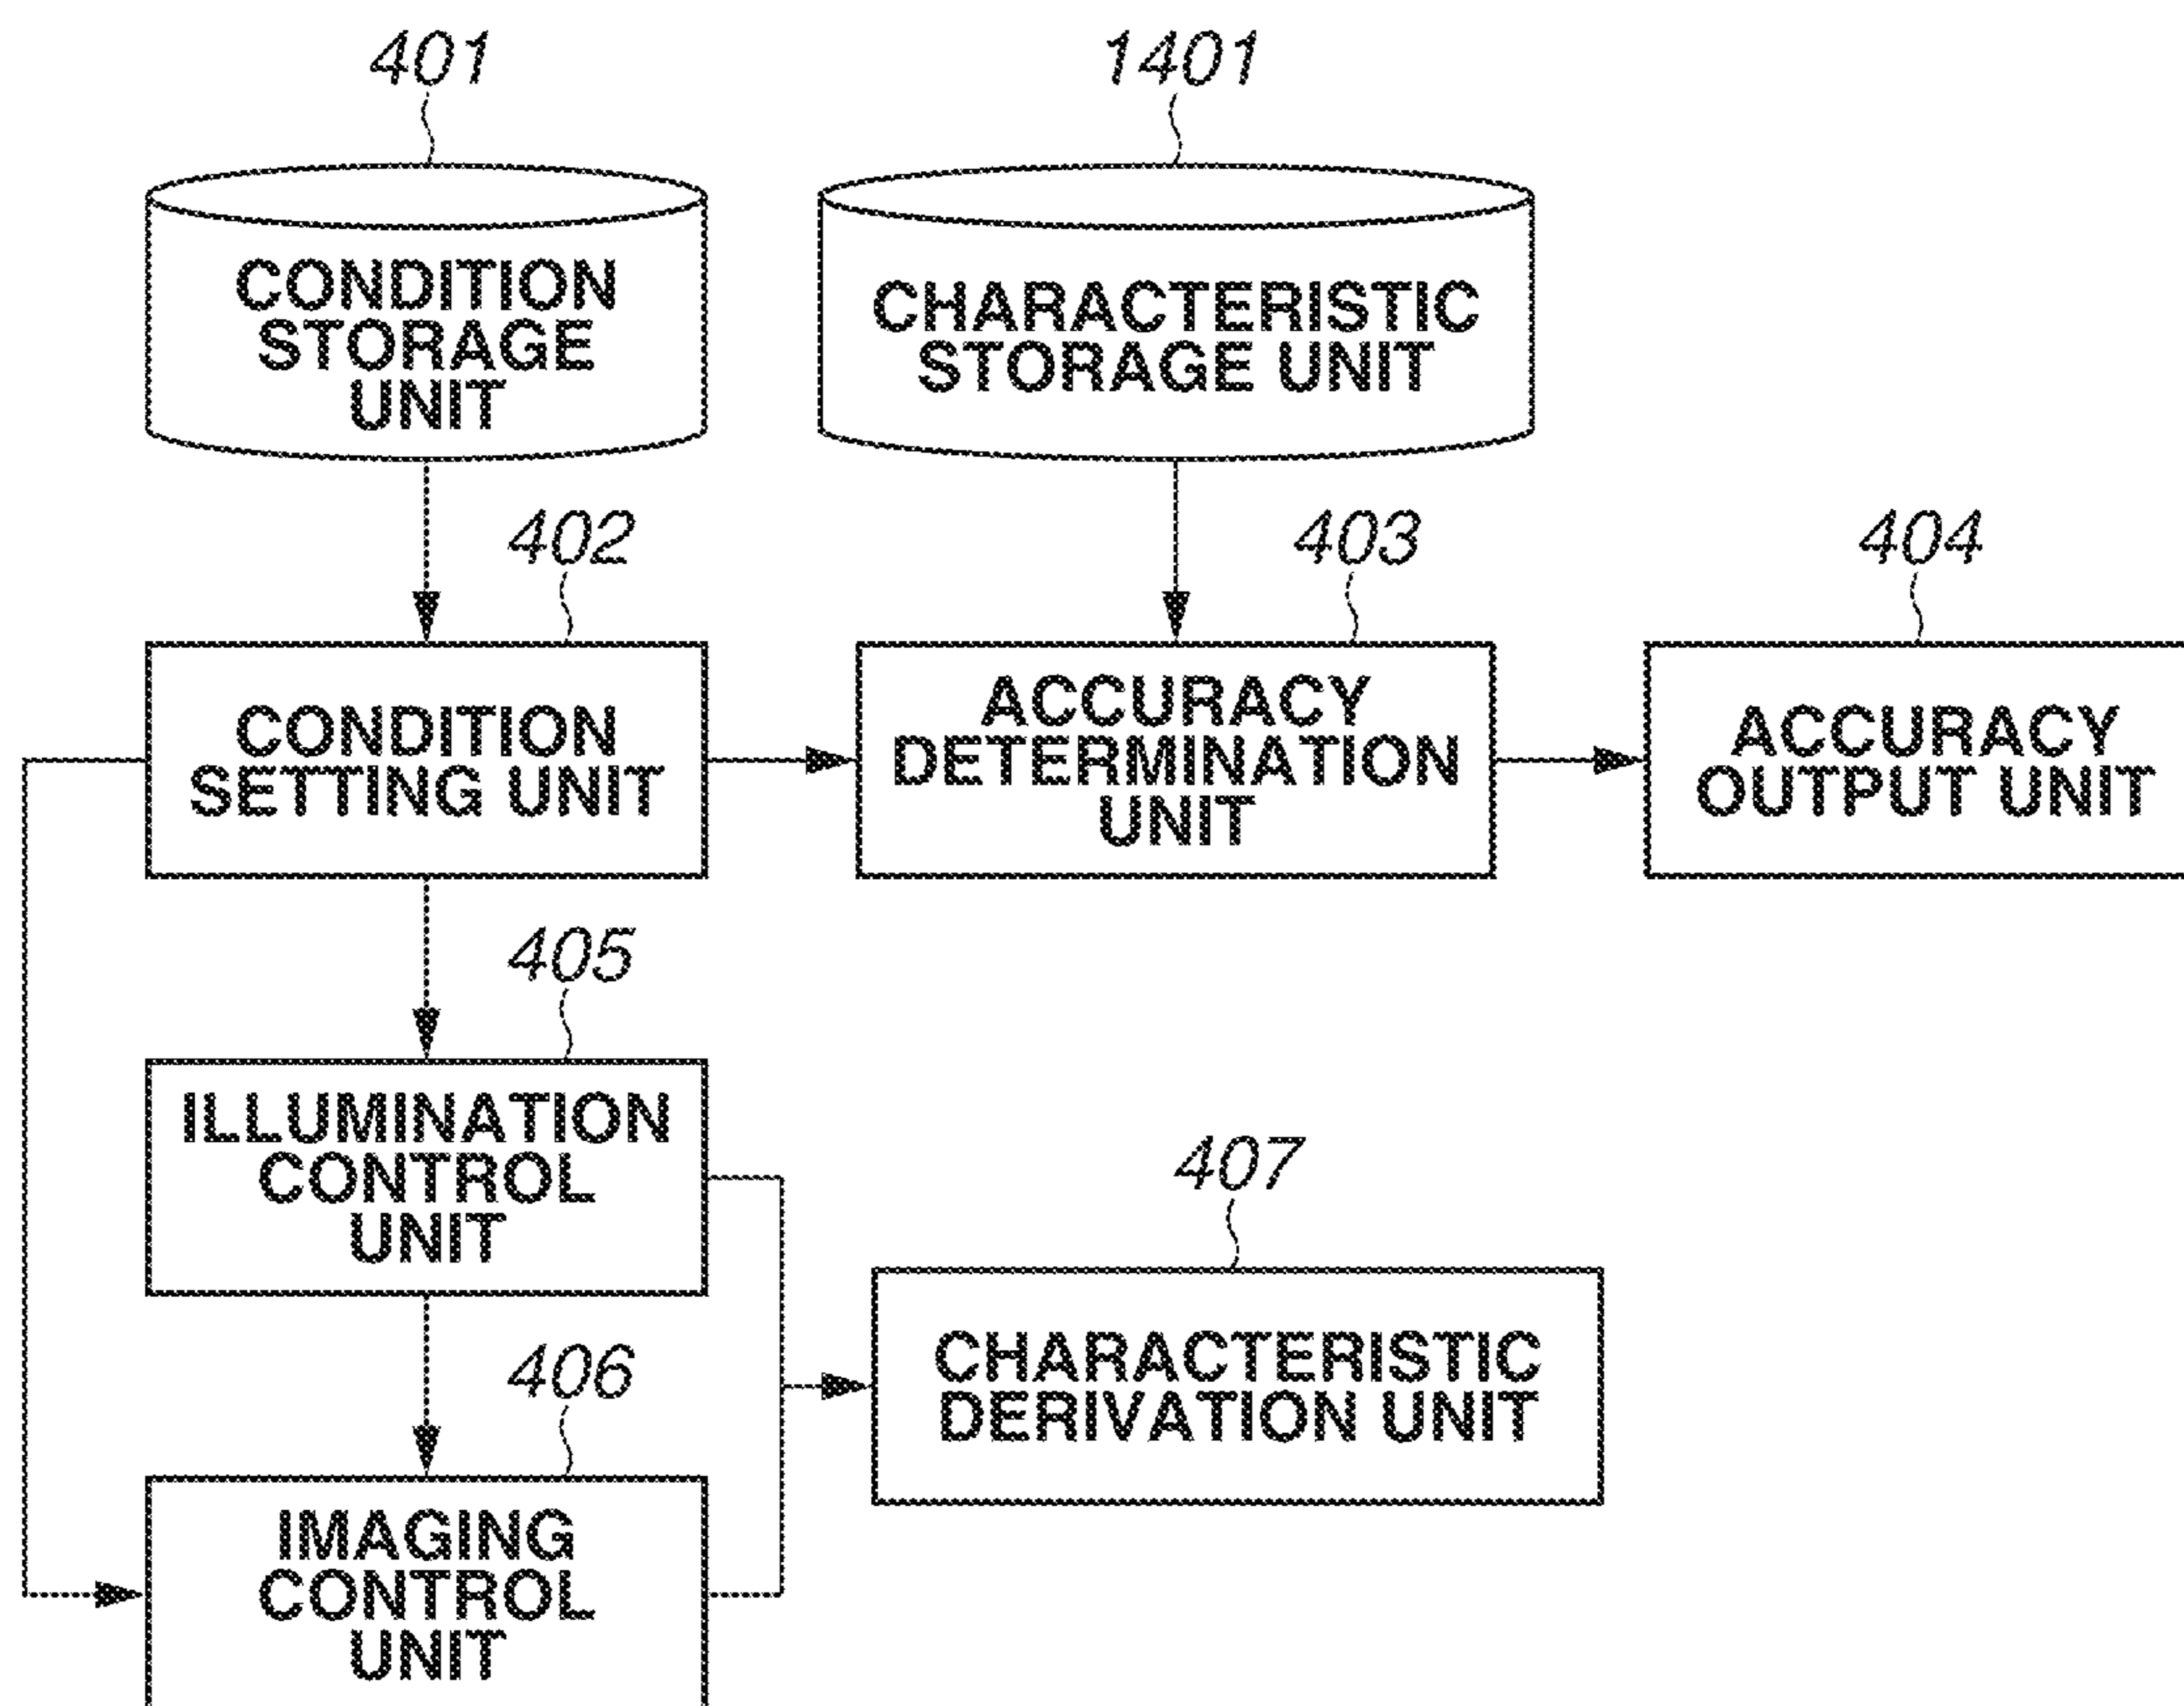 401
1401
CONDITION
STORAGE
UNIT
CHARACTERISTIC
STORAGE UNIT
402
403
404
CONDITION
SETTING UNIT
ACCURACY
DETERMINATION
UNIT
ACCURACY
OUTPUT UNIT
405
ILLUMINATION
CONTROL
UNIT
407
CHARACTERISTIC
DERIVATION UNIT
406
IMAGING
CONTROL
UNIT